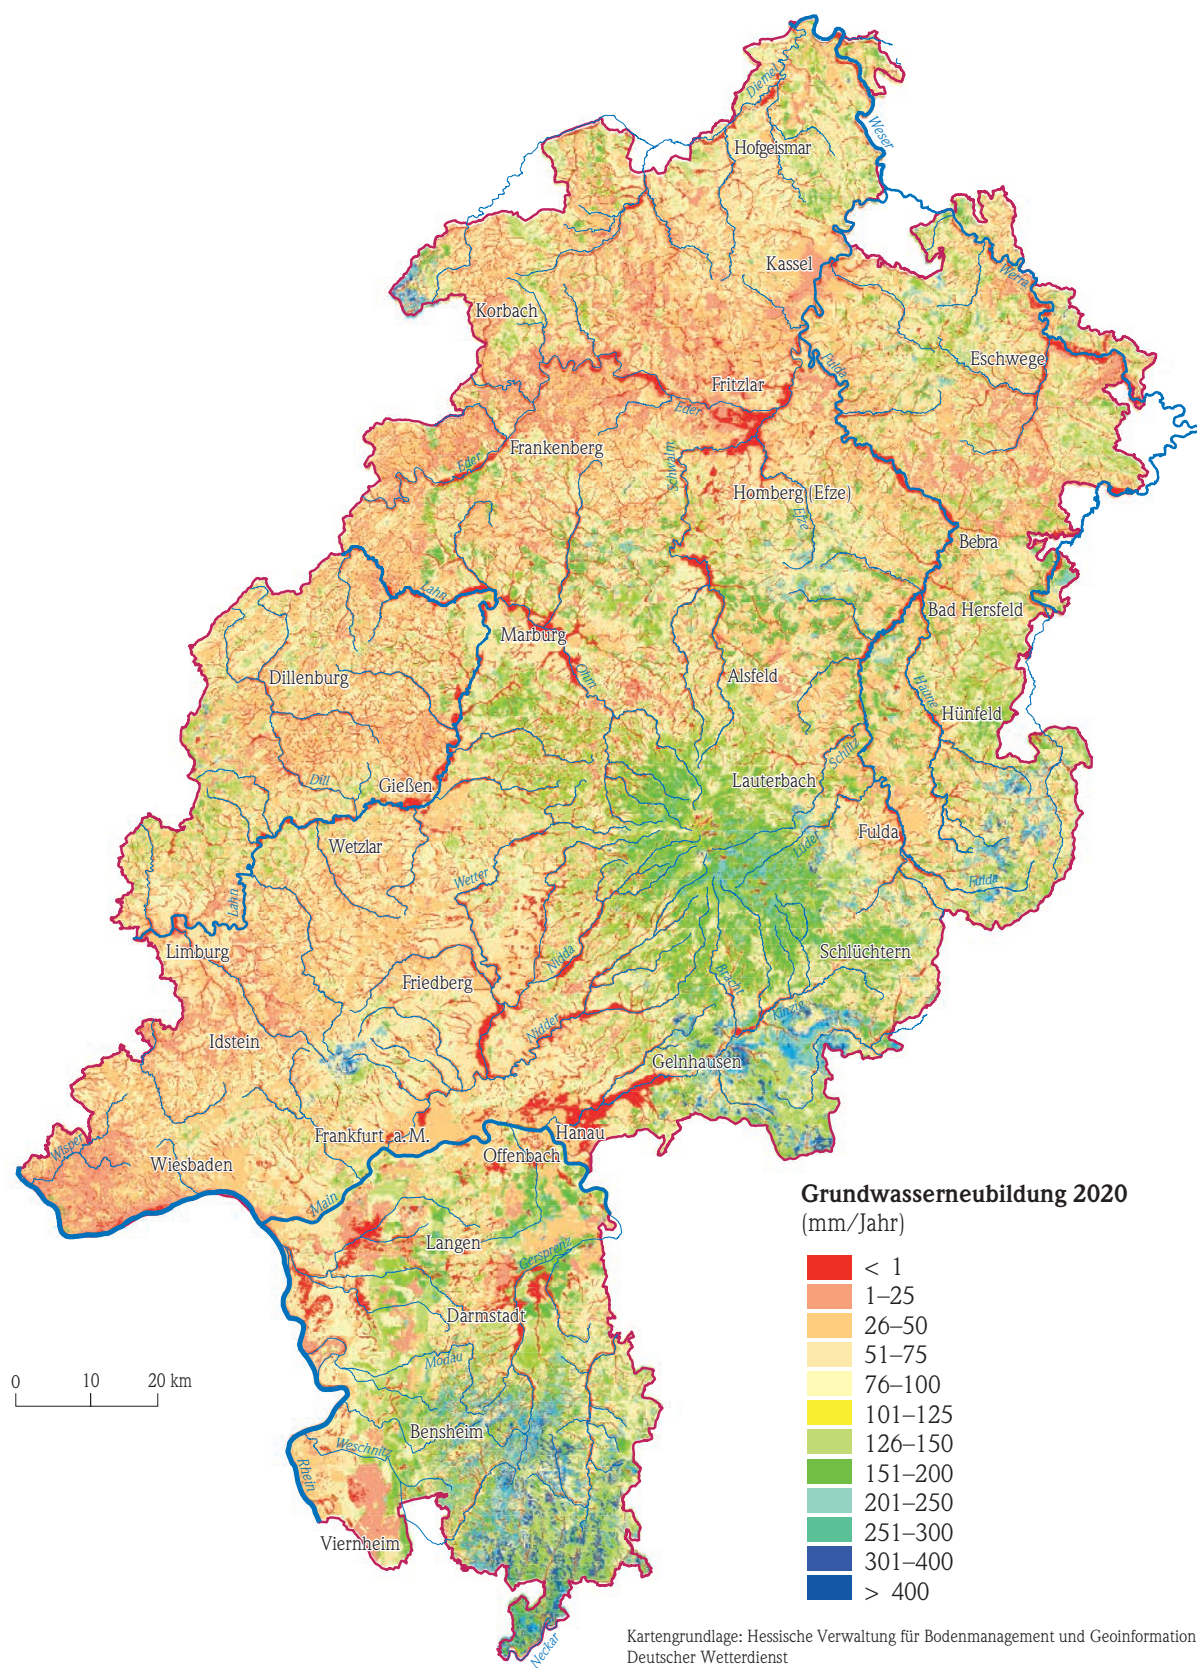 Diemel
Weser
Hofgeismar
Kassel
Werra
Korbach
Eschwege
Fulda
Fritzlar
Eder
Frankenberg
Eder
Schwalm
Homberg (Efze)
Efze
Bebra
Lahn
Bad Hersfeld
Marburg
Ohm
Alsfeld
Dillenburg
Haune
Hünfeld
Schlitz
Lauterbach
Dill
Gießen
Fulda
Wetzlar
Lüder
Wetter
Fulda
Lahn
Limburg
Schlüchtern
Nidda
Friedberg
Bracht
Kinzig
Nidder
Idstein
Gelnhausen
Frankfurt a. M.
Hanau
Wisper
Offenbach
Wiesbaden
Main
Langen
Gersprenz
Darmstadt
Modau
Bensheim
Weschnitz
Rhein
Viernheim
Neckar
0 10 20 km
Grundwasserneubildung 2020
(mm/Jahr)
< 1
1–25
26–50
51–75
76–100
101–125
126–150
151–200
201–250
251–300
301–400
> 400
Kartengrundlage: Hessische Verwaltung für Bodenmanagement und Geoinformation
Deutscher Wetterdienst